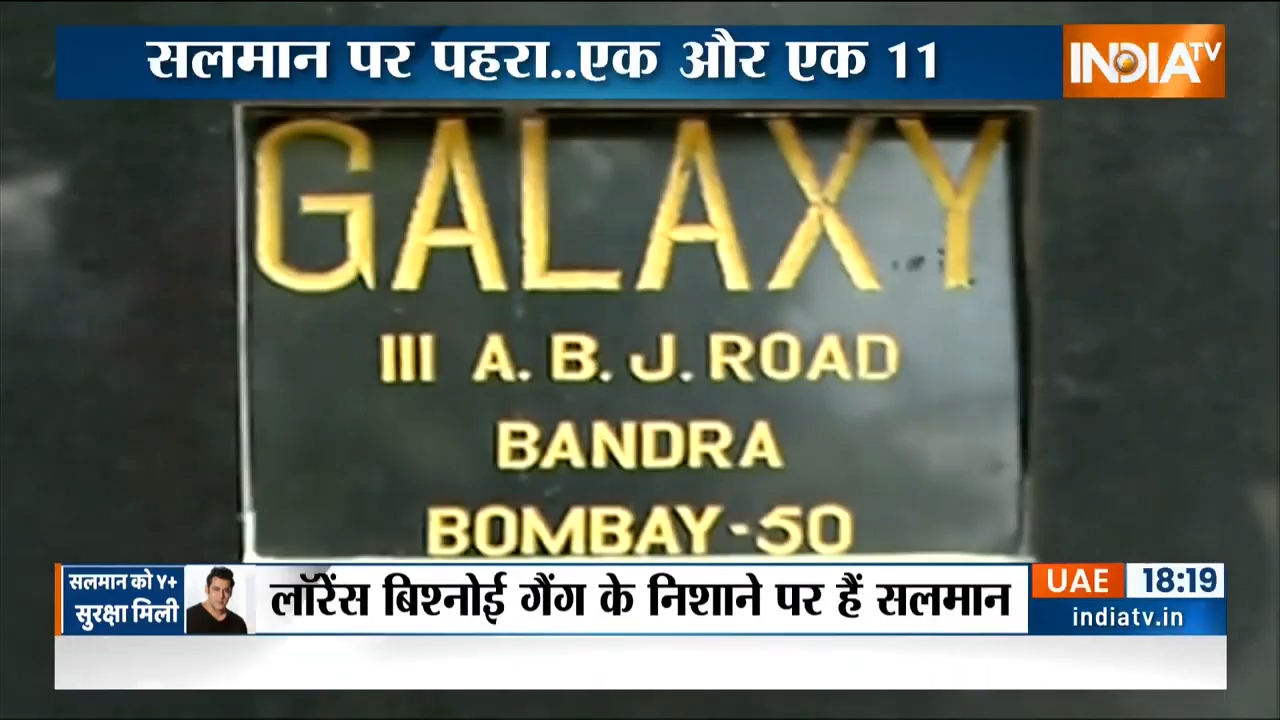 सलमान पर पहरा..एक और एक 11
INDIA TV
GALAXY
III A. B. J. ROAD
BANDRA
BOMBAY - 50
सलमान को Y+
सुरक्षा मिली
लॉरेंस बिश्नोई गैंग के निशाने पर हैं सलमान
UAE 18:19
indiatv.in